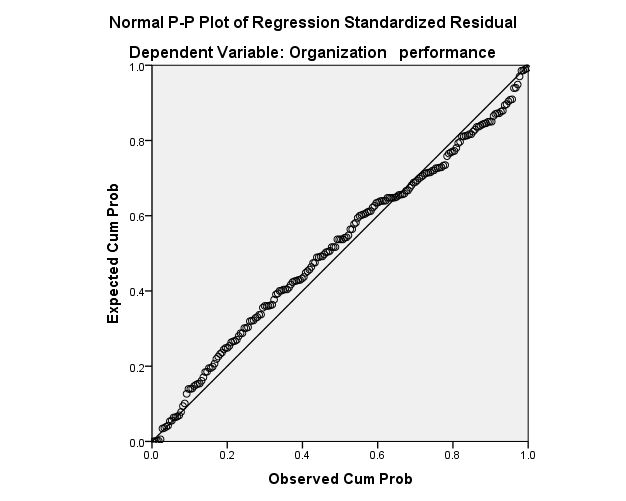 Normal P-P Plot of Regression Standardized Residual
Dependent Variable: Organization performance
1.0
0.8
0.6
0.4
0.2
0.0
Expected Cum Prob
0.0 0.2 0.4 0.6 0.8 1.0
Observed Cum Prob